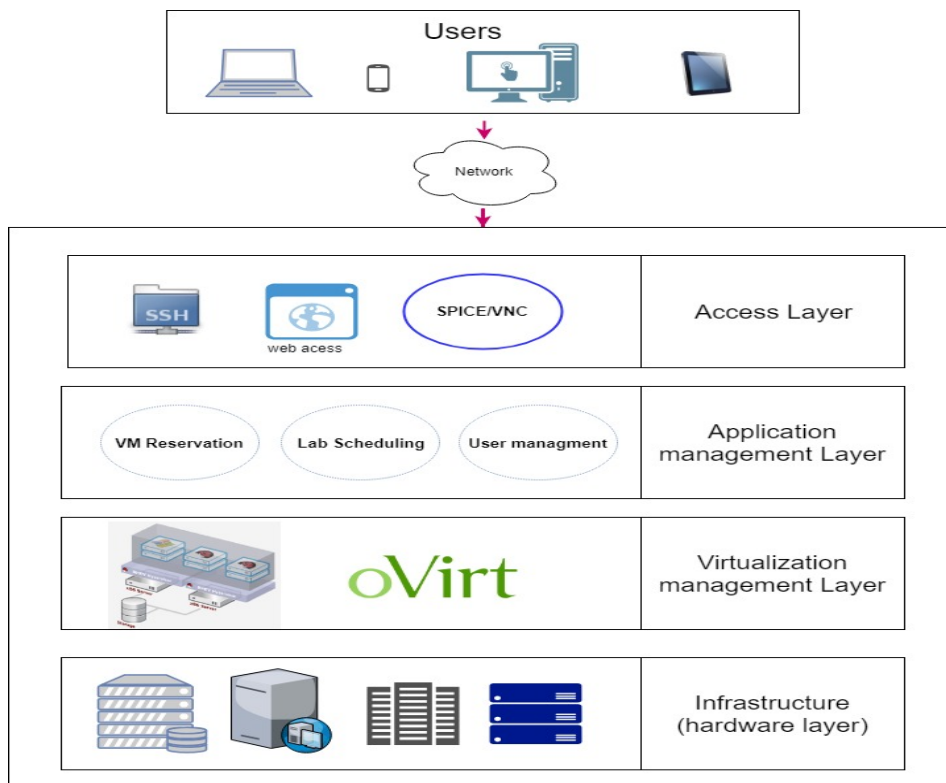 Users
Network
SSH
web acess
SPICE/VNC
Access Layer
VM Reservation
Lab Scheduling
User managment
Application
management Layer
oVirt
Virtualization
management Layer
Storage
Infrastructure
(hardware layer)